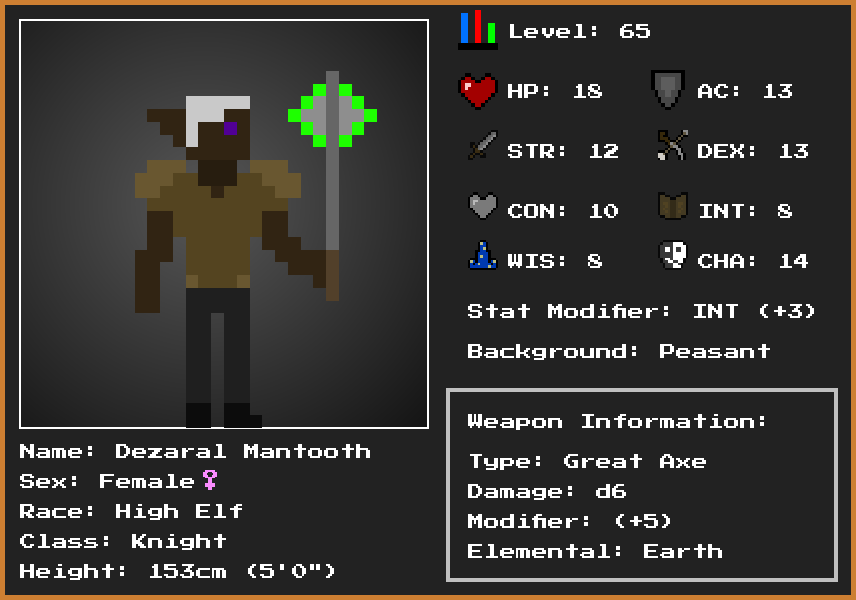 Level: 65
HP: 18 AC: 13
STR: 12 DEX: 13
CON: 10 INT: 8
WIS: 8 CHA: 14
Stat Modifier: INT (+3)
Background: Peasant
Weapon Information:
Type: Great Axe
Damage: d6
Modifier: (+5)
Elemental: Earth
Name: Dezaral Mantooth
Sex: Female♀
Race: High Elf
Class: Knight
Height: 153cm (5'0")